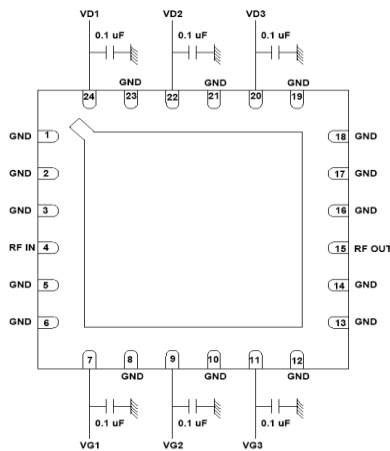 VD1 VD2 VD3
0.1 uF 0.1 uF 0.1 uF
GND GND GND
24 23 22 21 20 19
GND 1 18 GND
GND 2 17 GND
GND 3 16 GND
RF IN 4 15 RF OUT
GND 5 14 GND
GND 6 13 GND
7 8 9 10 11 12
GND GND GND
0.1 uF 0.1 uF 0.1 uF
VG1 VG2 VG3